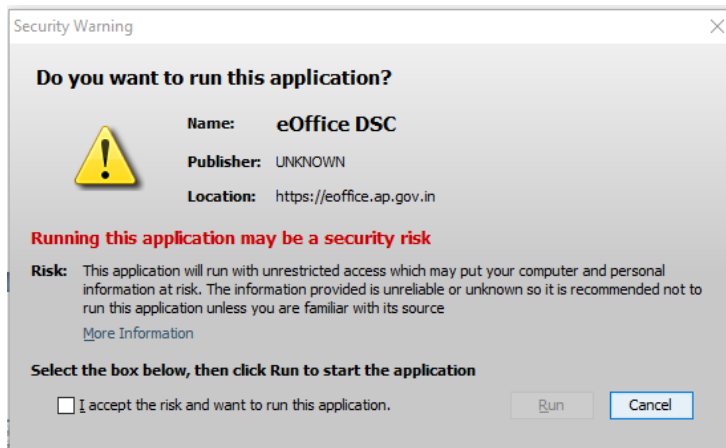 Security Warning
Do you want to run this application?
Name: eOffice DSC
Publisher: UNKNOWN
Location: https://eoffice.ap.gov.in
Running this application may be a security risk
Risk: This application will run with unrestricted access which may put your computer and personal
information at risk. The information provided is unreliable or unknown so it is recommended not to
run this application unless you are familiar with its source
More Information
Select the box below, then click Run to start the application
I accept the risk and want to run this application.
Run Cancel